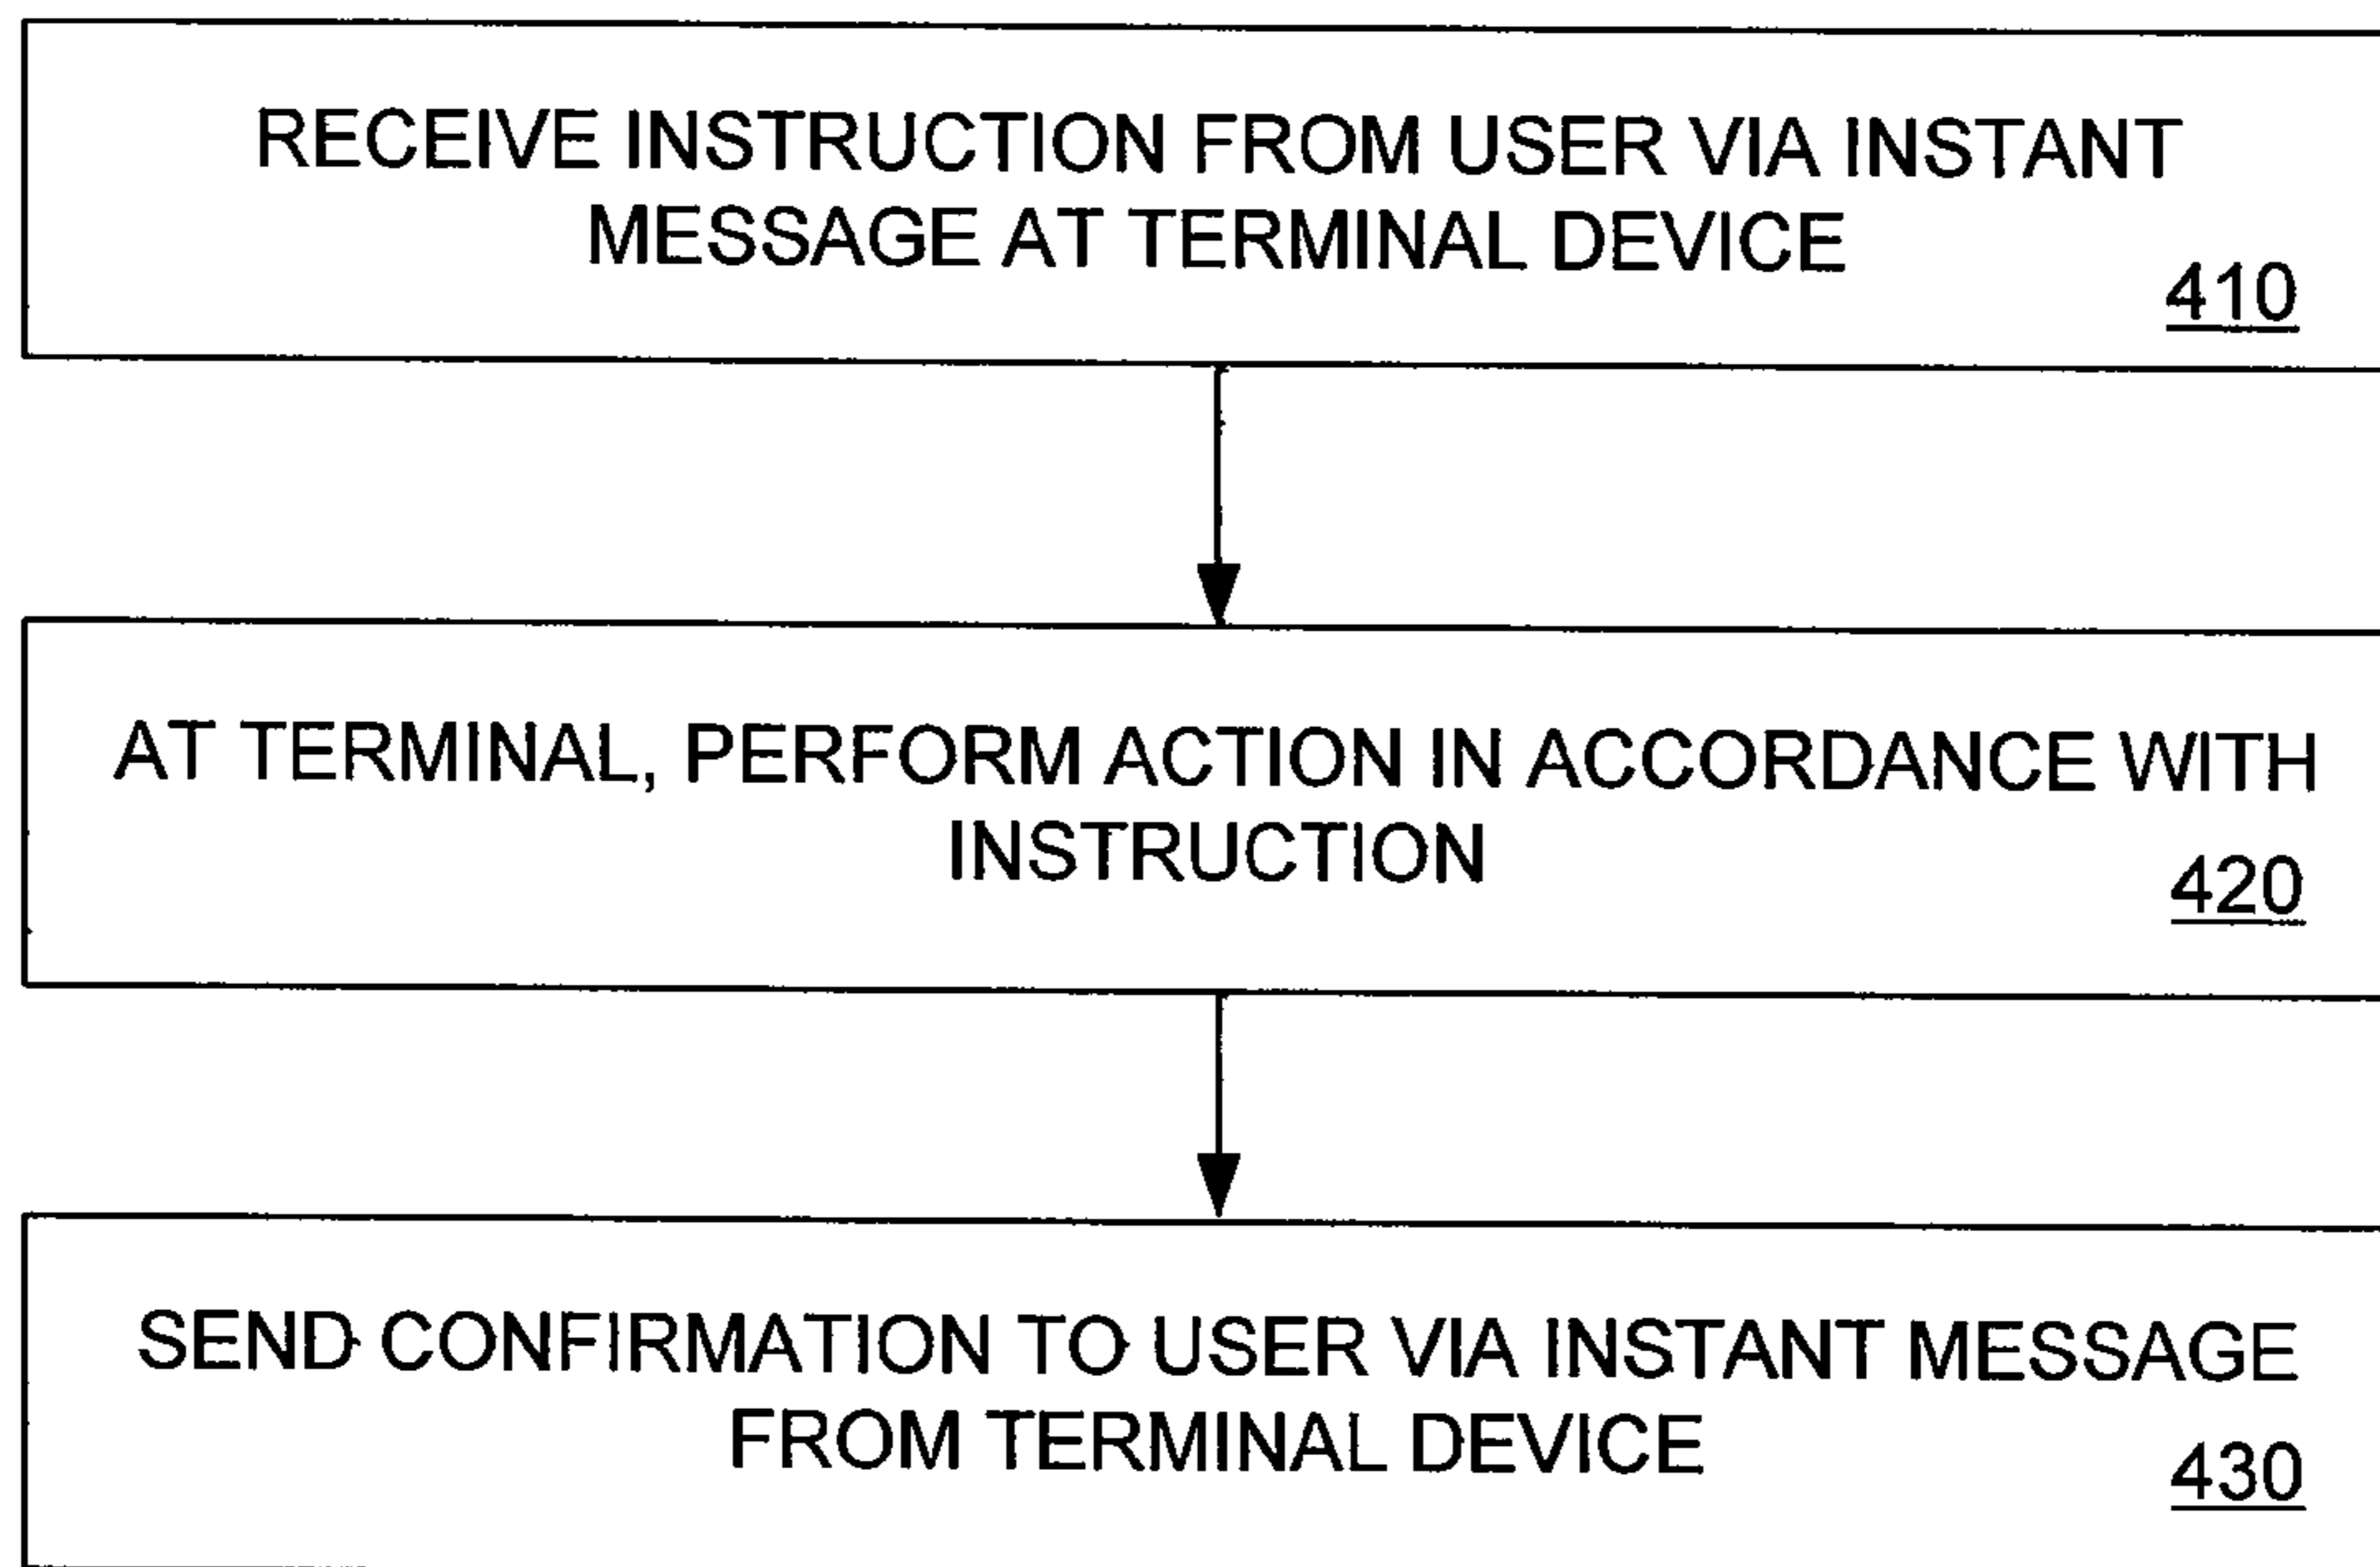 RECEIVE INSTRUCTION FROM USER VIA INSTANT
MESSAGE AT TERMINAL DEVICE
410
AT TERMINAL, PERFORM ACTION IN ACCORDANCE WITH
INSTRUCTION
420
SEND CONFIRMATION TO USER VIA INSTANT MESSAGE
FROM TERMINAL DEVICE
430